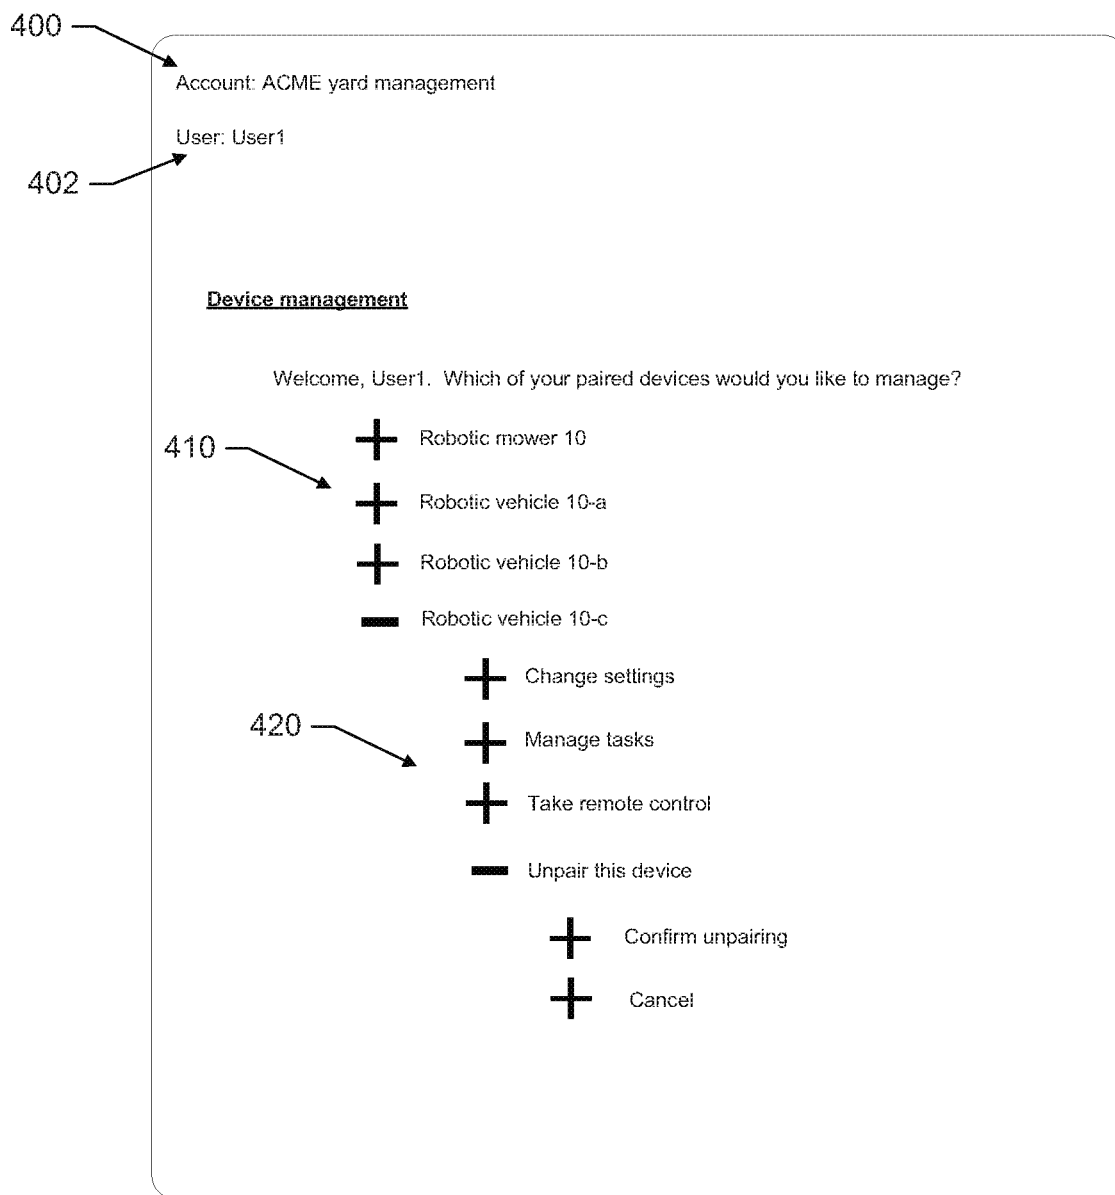 400
Account: ACME yard management
User: User1
402
Device management
Welcome, User1. Which of your paired devices would you like to manage?
Robotic mower 10
410
Robotic vehicle 10-a
Robotic vehicle 10-b
Robotic vehicle 10-c
Change settings
420
Manage tasks
Take remote control
Unpair this device
Confirm unpairing
Cancel